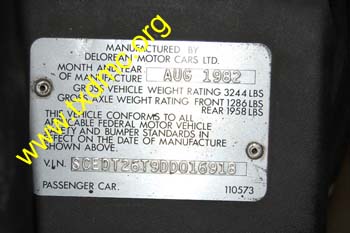 MANUFACTURED BY
DELOREAN MOTOR CARS LTD.
MONTH AND YEAR
OF MANUFACTURE AUG 1982
GROSS VEHICLE WEIGHT RATING 3244 LBS
GROSS AXLE WEIGHT RATING FRONT 1286 LBS
REAR 1958 LBS
THIS VEHICLE CONFORMS TO ALL
APPLICABLE FEDERAL MOTOR VEHICLE
SAFETY AND BUMPER STANDARDS IN
EFFECT ON THE DATE OF MANUFACTURE
SHOWN ABOVE.
V.I.N. SCEDT26T9DD016918
PASSENGER CAR. 110573